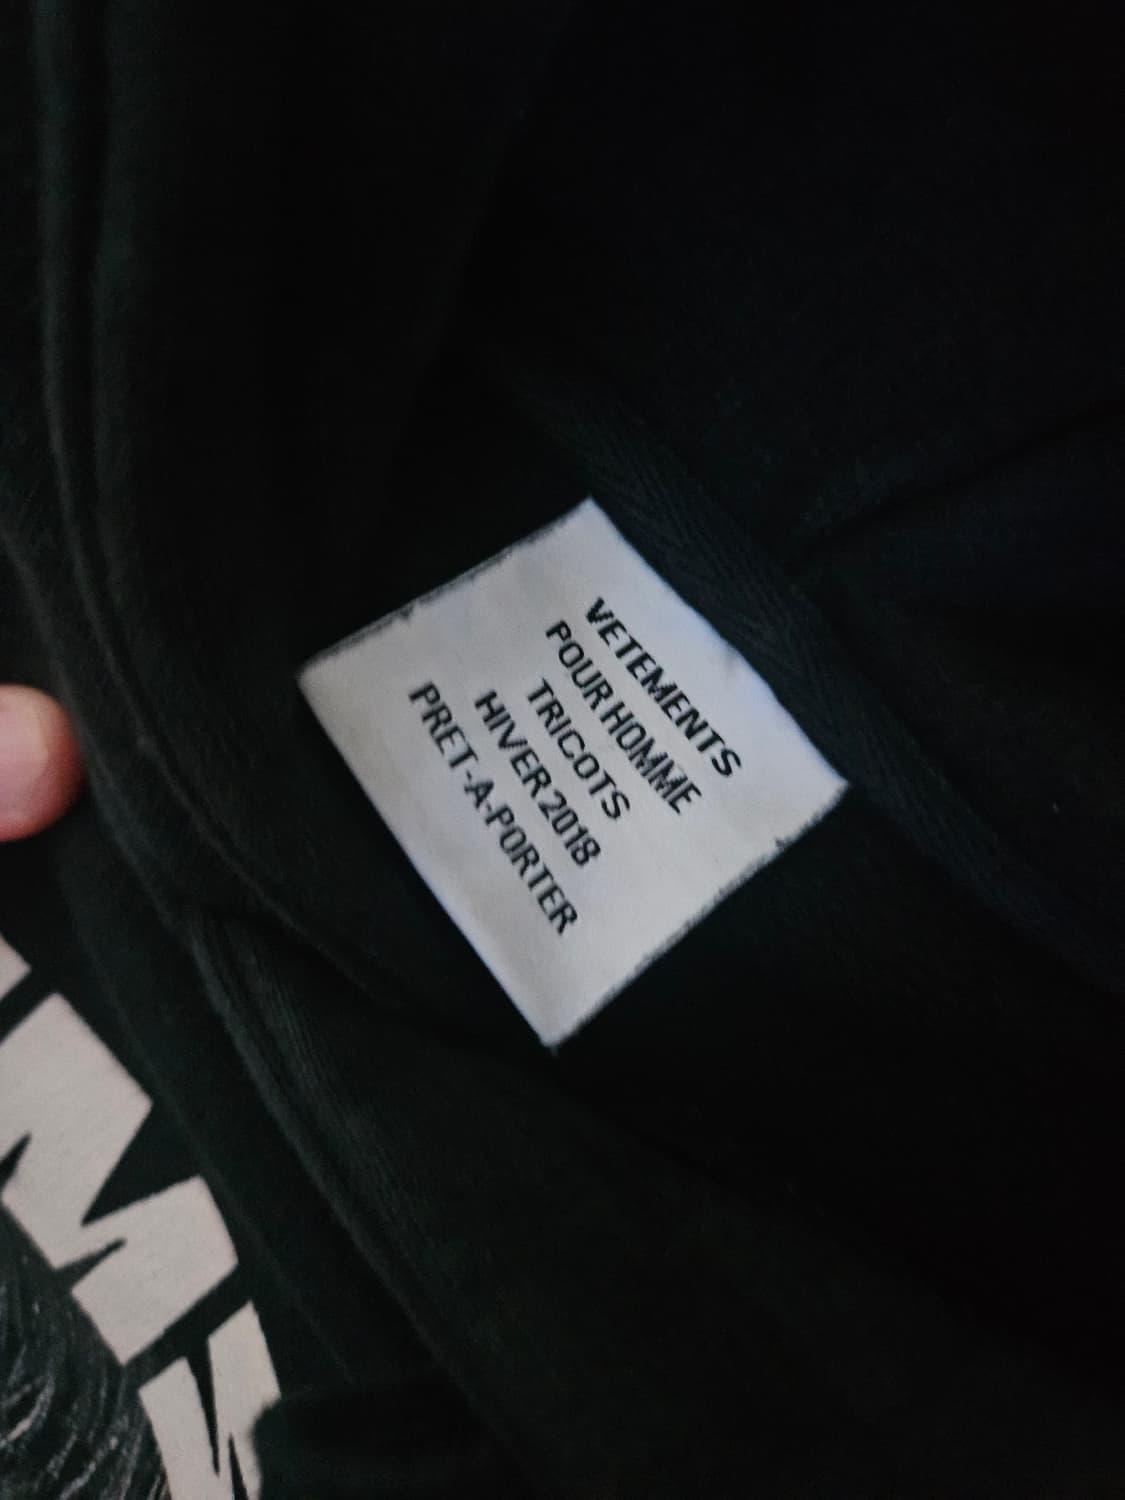 VETEMENTS
POUR HOMME
TRICOTS
HIVER 2018
PRET-A-PORTER